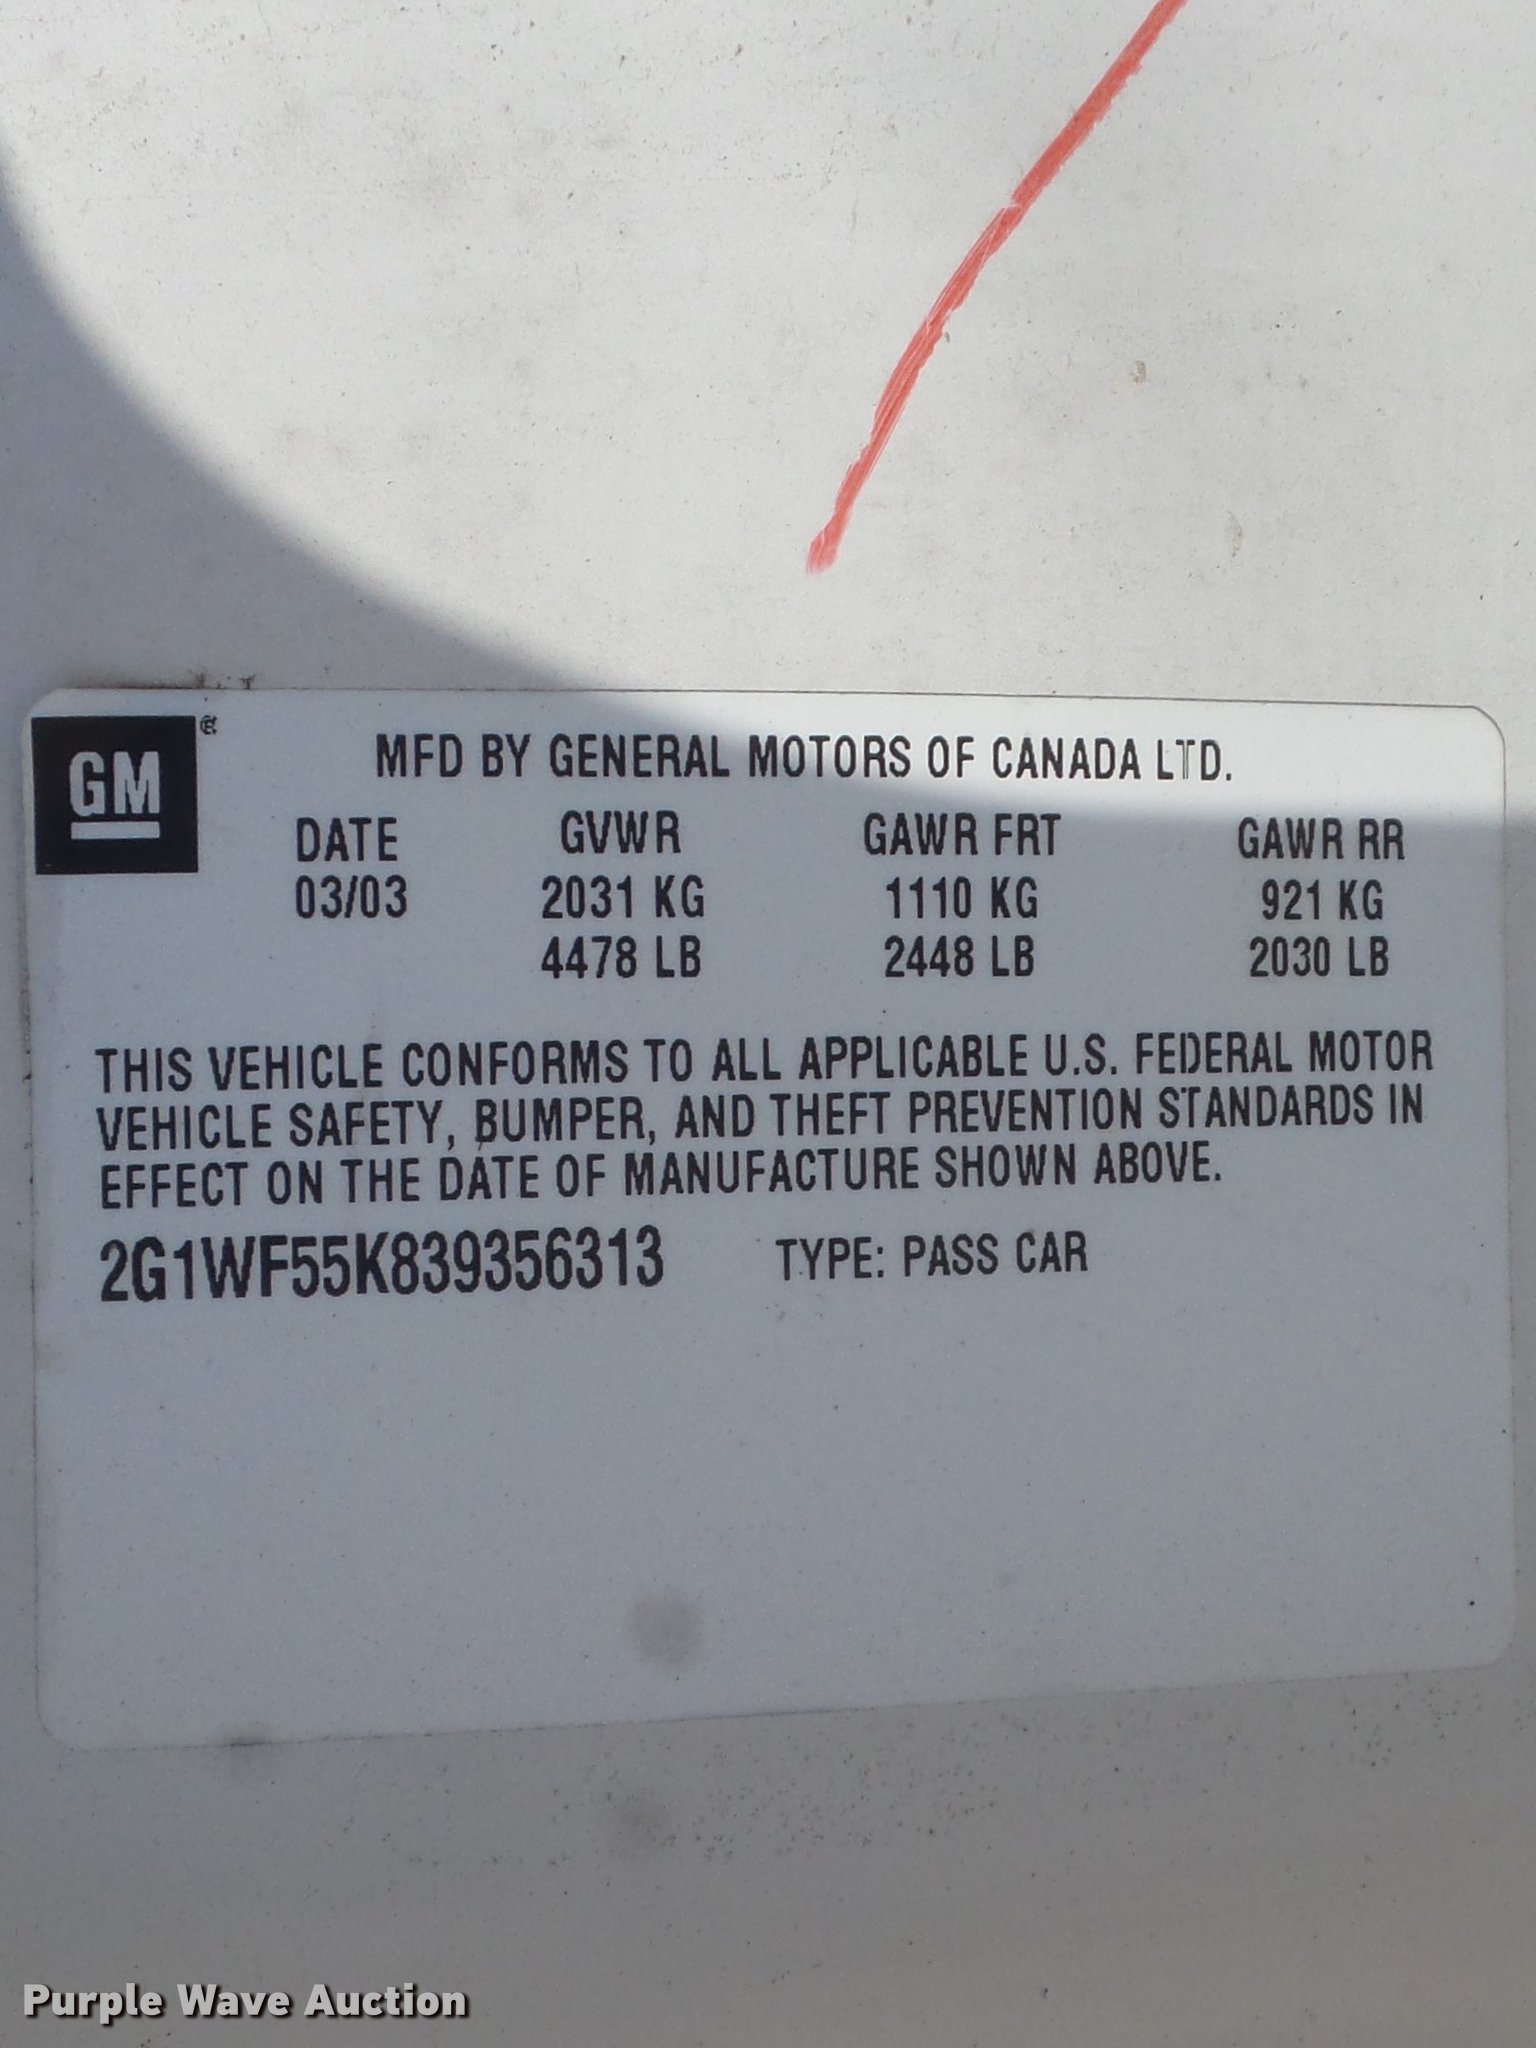 GM
MFD BY GENERAL MOTORS OF CANADA LTD.
DATE GVWR GAWR FRT GAWR RR
03/03 2031 KG 1110 KG 921 KG
4478 LB 2448 LB 2030 LB
THIS VEHICLE CONFORMS TO ALL APPLICABLE U.S. FEDERAL MOTOR
VEHICLE SAFETY, BUMPER, AND THEFT PREVENTION STANDARDS IN
EFFECT ON THE DATE OF MANUFACTURE SHOWN ABOVE.
2G1WF55K839356313 TYPE: PASS CAR
Purple Wave Auction